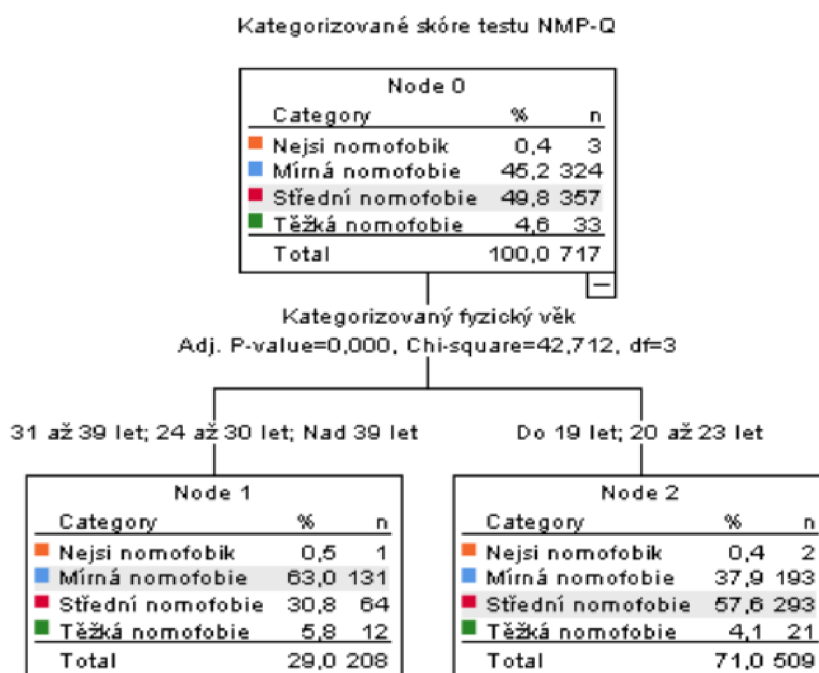 Kategorizované skóre testu NMP-Q
Node 0
Category % n
Nejsi nomofobik 0,4 3
Mírná nomofobie 45,2 324
Střední nomofobie 49,8 357
Těžká nomofobie 4,6 33
Total 100,0 717
Kategorizovaný fyzický věk
Adj. P-value=0,000, Chi-square=42,712, df=3
31 až 39 let; 24 až 30 let; Nad 39 let
Node 1
Category % n
Nejsi nomofobik 0,5 1
Mírná nomofobie 63,0 131
Střední nomofobie 30,8 64
Těžká nomofobie 5,8 12
Total 29,0 208
Do 19 let; 20 až 23 let
Node 2
Category % n
Nejsi nomofobik 0,4 2
Mírná nomofobie 37,9 193
Střední nomofobie 57,6 293
Těžká nomofobie 4,1 21
Total 71,0 509